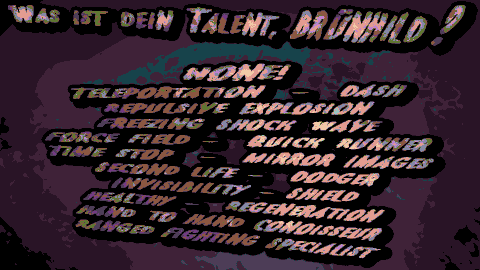 WAS IST DEIN TALENT, BRÜNHILD?
NONE!
TELEPORTATION - DASH
REPULSIVE EXPLOSION
FREEZING SHOCK WAVE
FORCE FIELD - QUICK RUNNER
TIME STOP - MIRROR IMAGES
SECOND LIFE - DODGER
INVISIBILITY - SHIELD
HEALTHY - REGENERATION
HAND TO HAND CONOISSEUR
RANGED FIGHTING SPECIALIST